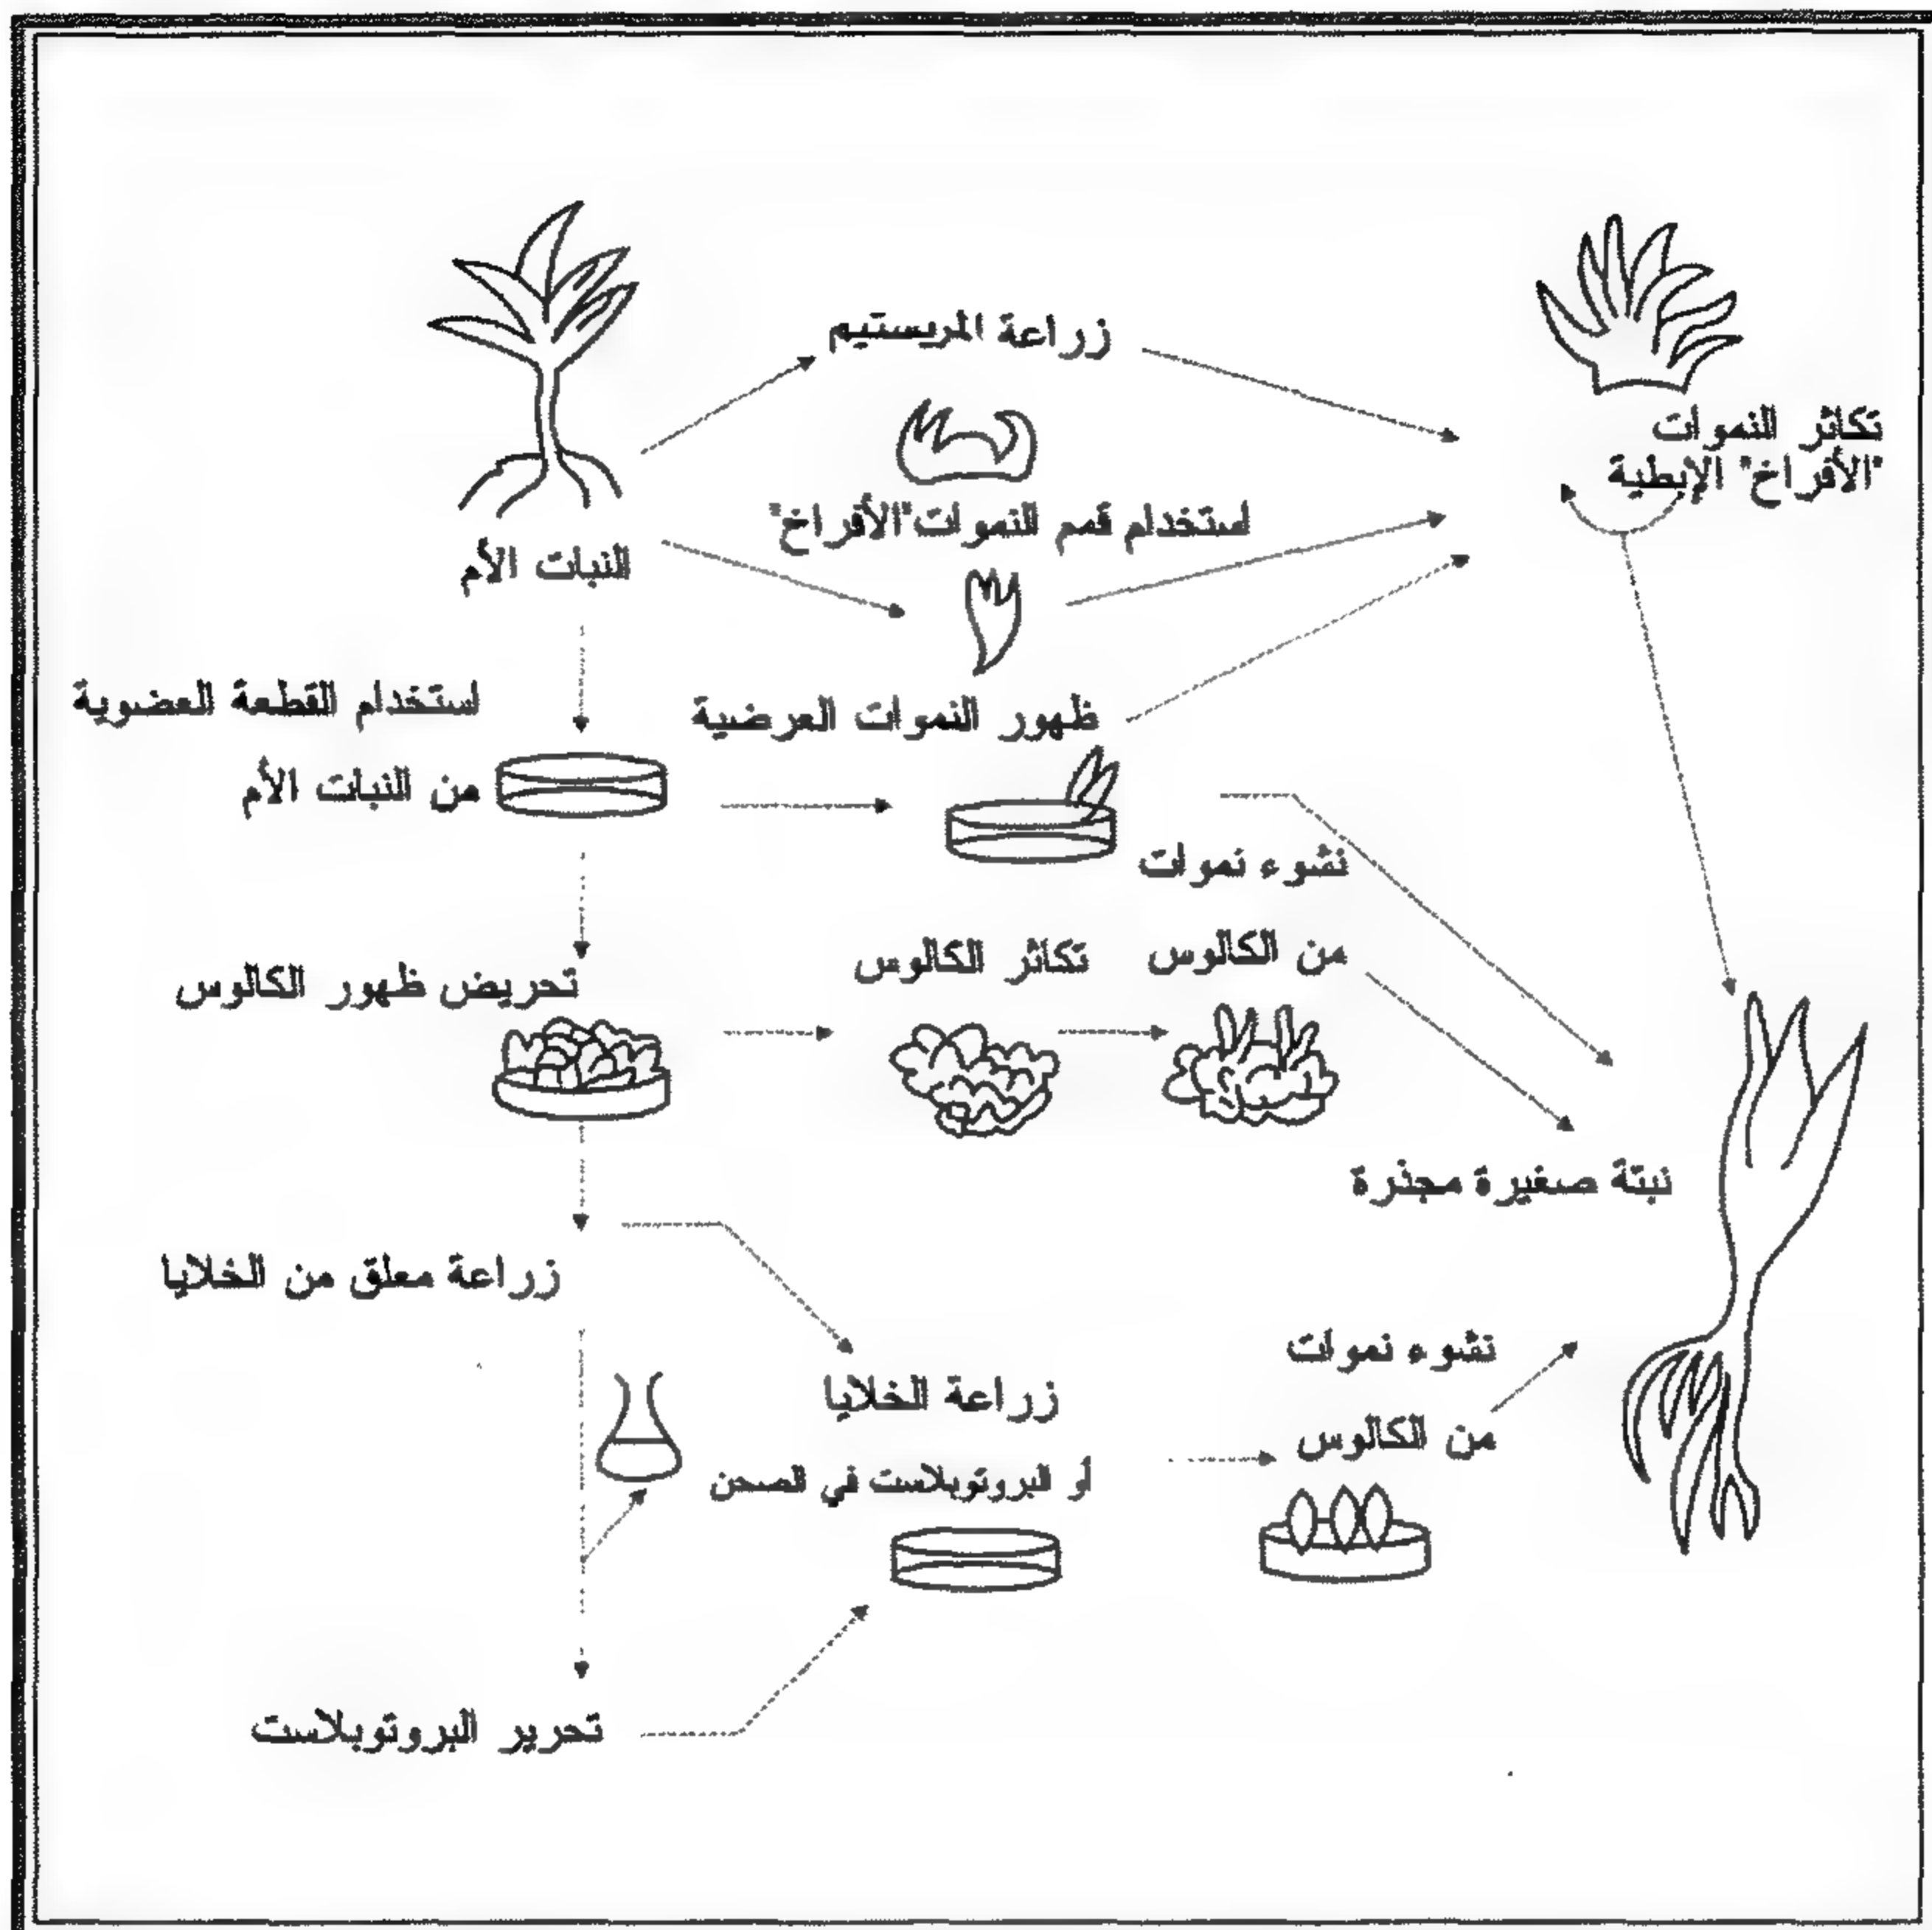 زراعة المريستيم
تكاثر النموات
"الأفراخ" الإبطية
استخدام قمم النموات "الأفراخ"
النبات الأم
استخدام القطعة العضوية
من النبات الأم
ظهور النموات العرضية
نشوء نموات
من الكالوس
تكاثر الكالوس
تحريض ظهور الكالوس
نبتة صغيرة مجذرة
زراعة معلق من الخلايا
زراعة الخلايا
أو البروتوبلاست في الصحن
نشوء نموات
من الكالوس
تحرير البروتوبلاست